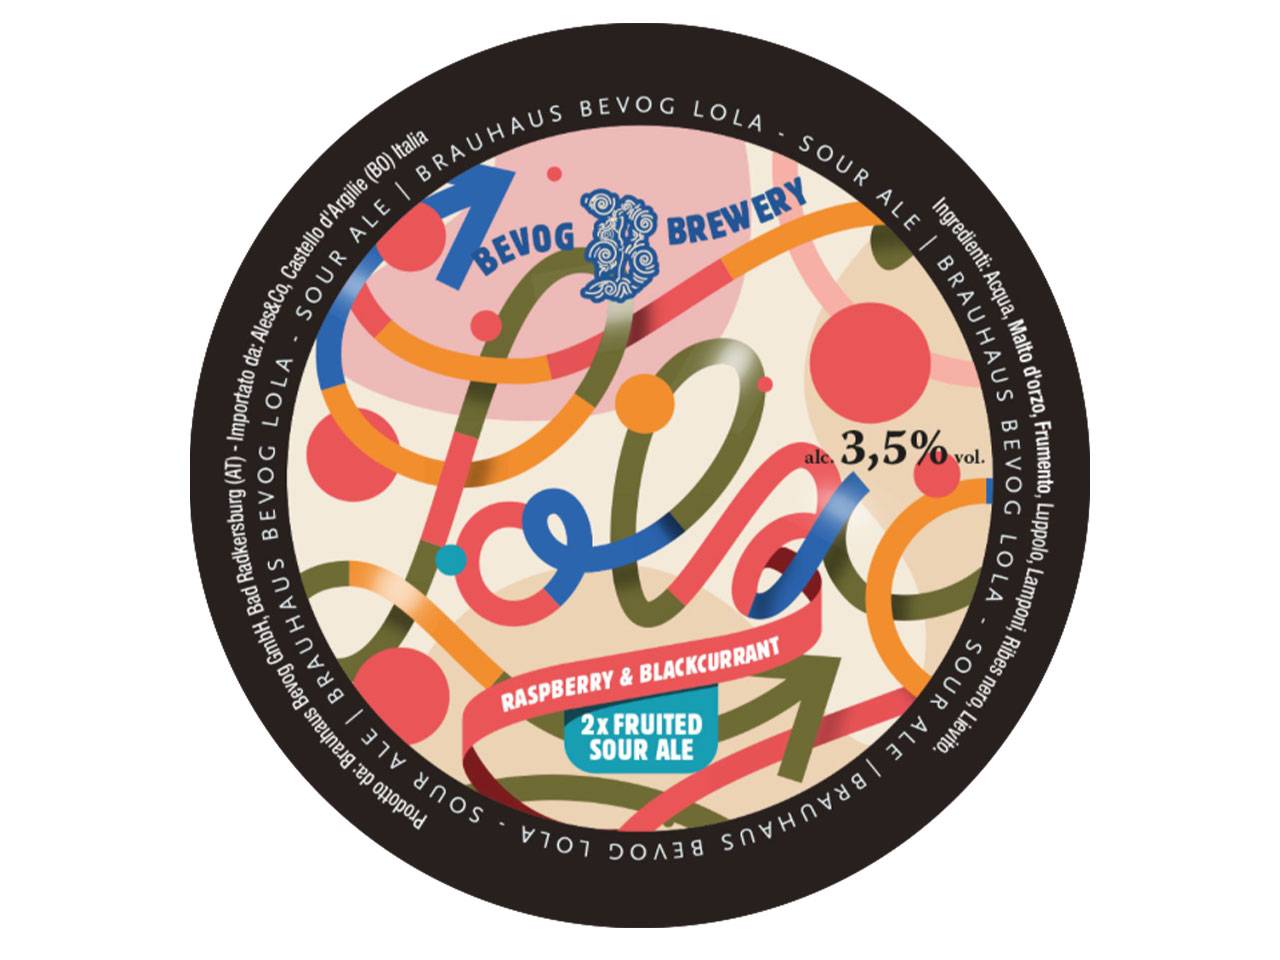 BRAUHAUS BEVOG LOLA - SOUR ALE | BRAUHAUS BEVOG LOLA - SOUR ALE | BRAUHAUS BEVOG LOLA - SOUR ALE | BRAUHAUS BEVOG LOLA - SOUR ALE |
Prodotto da: Brauhaus Bevog GmbH, Bad Radkersburg (AT) - Importato da: Ales&Co, Castello d'Argilie (BO) Italia
Ingredienti: Acqua, Malto d'orzo, Frumento, Luppolo, Lamponi, Ribes nero, Lievito.
BEVOG BREWERY
lola
alc. 3,5% vol.
RASPBERRY & BLACKCURRANT
2x FRUITED
SOUR ALE